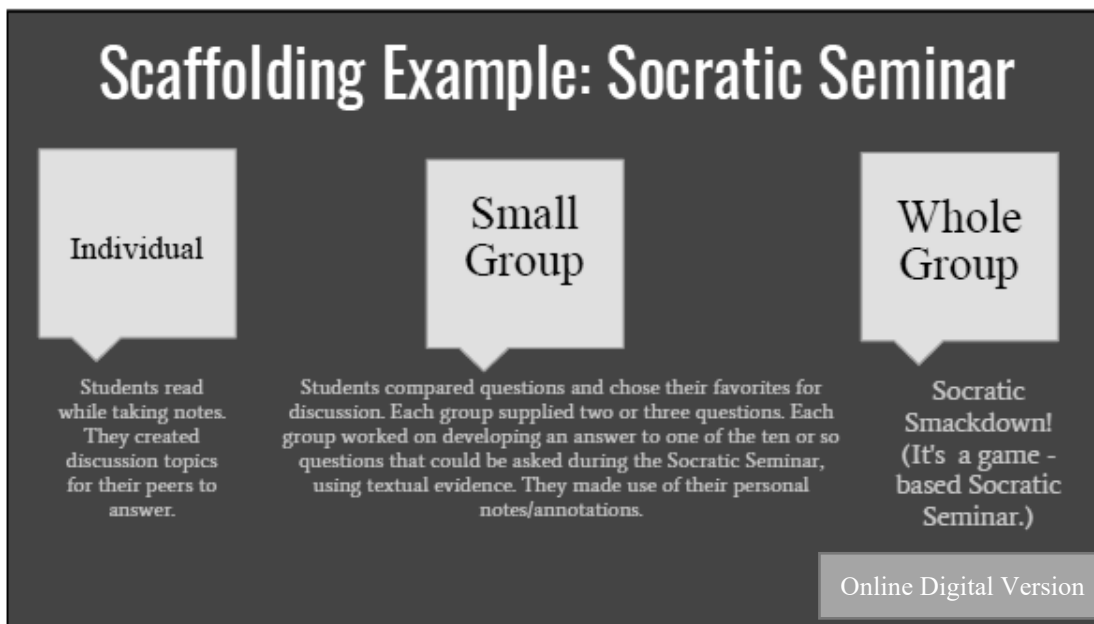 Scaffolding Example: Socratic Seminar
Individual
Students read
while taking notes.
They created
discussion topics
for their peers to
answer.
Small
Group
Students compared questions and chose their favorites for
discussion. Each group supplied two or three questions. Each
group worked on developing an answer to one of the ten or so
questions that could be asked during the Socratic Seminar,
using textual evidence. They made use of their personal
notes/annotations.
Whole
Group
Socratic
Smackdown!
(It's a game -
based Socratic
Seminar.)
Online Digital Version